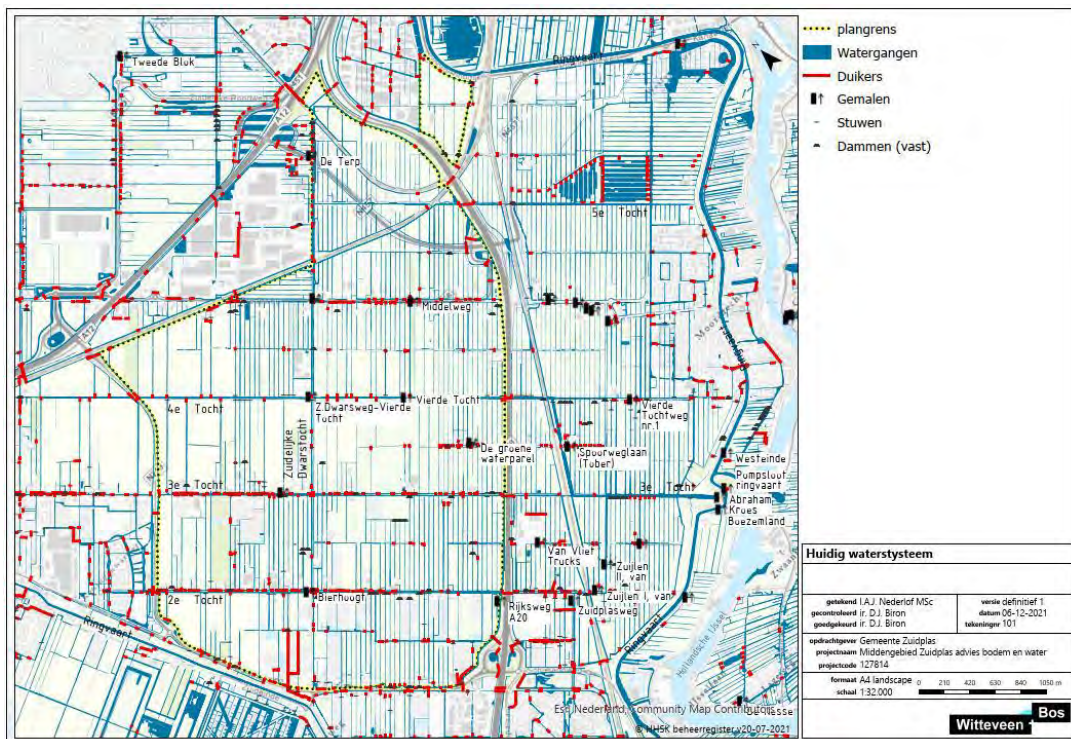 plangrens
Watergangen
Duikers
Gemalen
Stuwen
Dammen (vast)
Tweede Bluk
Ringvaart
A12
De Terp
5e Tocht
Middelweg
A12
4e Tocht
Z.Dwarsweg-Vierde
Tocht
Vierde Tocht
Vierde
Tochtweg
nr.1
Zuidelijke
Dwarstocht
De groene
waterparel
Spoorweglaan
(Tuber)
Westeinde
Pompsloot
ringvaart
3e Tocht
3e Tocht
Abraham
Kroes
Boezemland
Van Vliet
Trucks
Zuijlen
II, van
Zuijlen I, van
2e Tocht
Bierhoogt
Rijksweg
A20
Zuidplasweg
Ringvaart
Ringvaart
Hollandsche IJssel
Esri Nederland, Community Map Contributors
© HHSK beheerregister v20-07-2021
Huidig waterstysteem
getekend I.A.J. Nederlof MSc
gecontroleerd ir. D.J. Biron
goedgekeurd ir. D.J. Biron
versie definitief 1
datum 06-12-2021
tekeningnr 101
opdrachtgever Gemeente Zuidplas
projectnaam Middengebied Zuidplas advies bodem en water
projectcode 127814
formaat A4 landscape
schaal 1:32.000
0 210 420 630 840 1050 m
Witteveen Bos